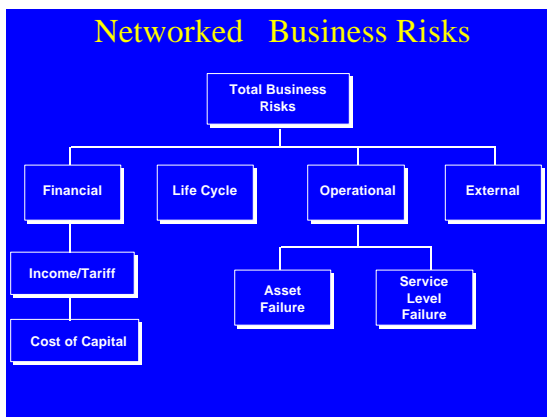 Networked Business Risks
Total Business
Risks
Financial
Life Cycle
Operational
External
Income/Tariff
Asset
Failure
Service
Level
Failure
Cost of Capital